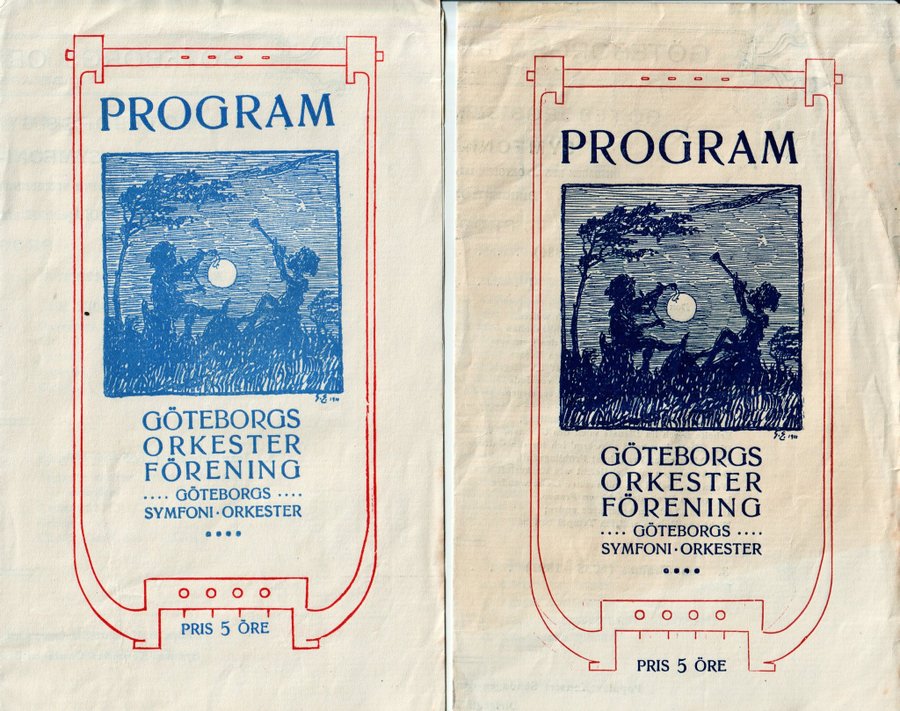 PROGRAM
GÖTEBORGS
ORKESTER
FÖRENING
.... GÖTEBORGS ....
SYMFONI·ORKESTER
••••
PRIS 5 ÖRE
PROGRAM
GÖTEBORGS
ORKESTER
FÖRENING
.... GÖTEBORGS ....
SYMFONI·ORKESTER
••••
PRIS 5 ÖRE